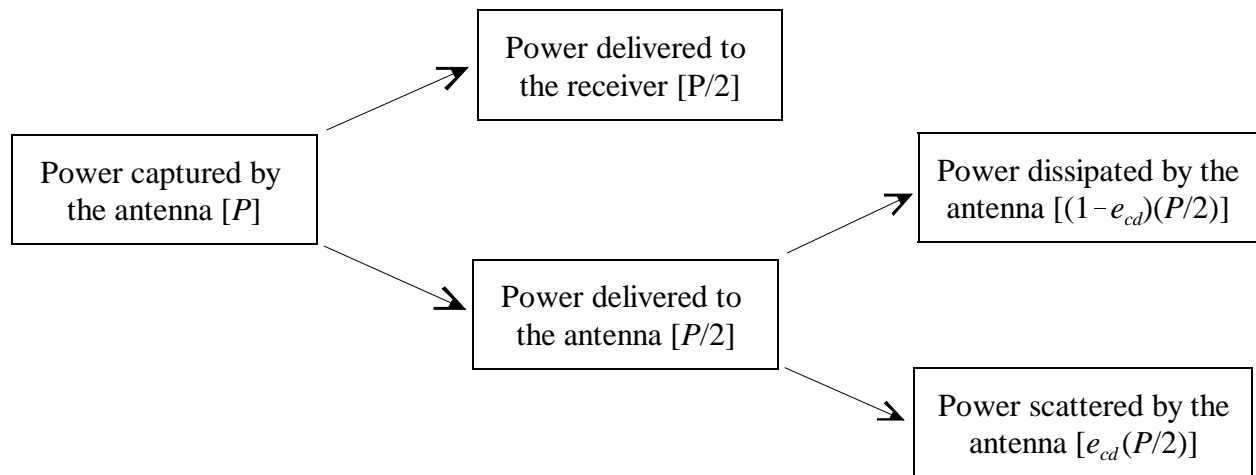 Power delivered to
the receiver [P/2]
Power captured by
the antenna [P]
Power dissipated by the
antenna [(1−e_cd)(P/2)]
Power delivered to
the antenna [P/2]
Power scattered by the
antenna [e_cd(P/2)]